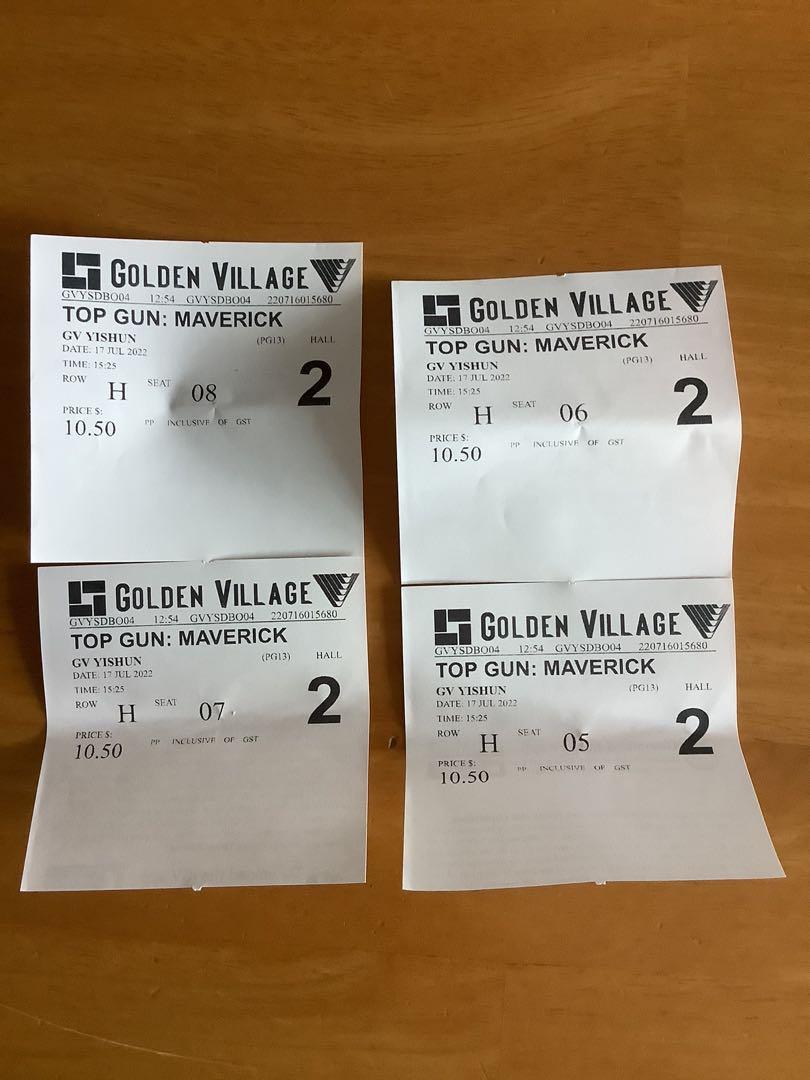 GOLDEN VILLAGE
GVYSDBO04 12:54 GVYSDBO04 220716015680
TOP GUN: MAVERICK
GV YISHUN (PG13) HALL
DATE: 17 JUL 2022
TIME: 15:25
2
ROW H SEAT 08
PRICE $:
10.50 PP INCLUSIVE OF GST
GOLDEN VILLAGE
GVYSDBO04 12:54 GVYSDBO04 220716015680
TOP GUN: MAVERICK
GV YISHUN (PG13) HALL
DATE: 17 JUL 2022
TIME: 15:25
2
ROW H SEAT 07
PRICE $:
10.50 PP INCLUSIVE OF GST
GOLDEN VILLAGE
GVYSDBO04 12:54 GVYSDBO04 220716015680
TOP GUN: MAVERICK
GV YISHUN (PG13) HALL
DATE: 17 JUL 2022
TIME: 15:25
2
ROW H SEAT 06
PRICE $:
10.50 PP INCLUSIVE OF GST
GOLDEN VILLAGE
GVYSDBO04 12:54 GVYSDBO04 220716015680
TOP GUN: MAVERICK
GV YISHUN (PG13) HALL
DATE: 17 JUL 2022
TIME: 15:25
2
ROW H SEAT 05
PRICE $:
10.50 PP INCLUSIVE OF GST